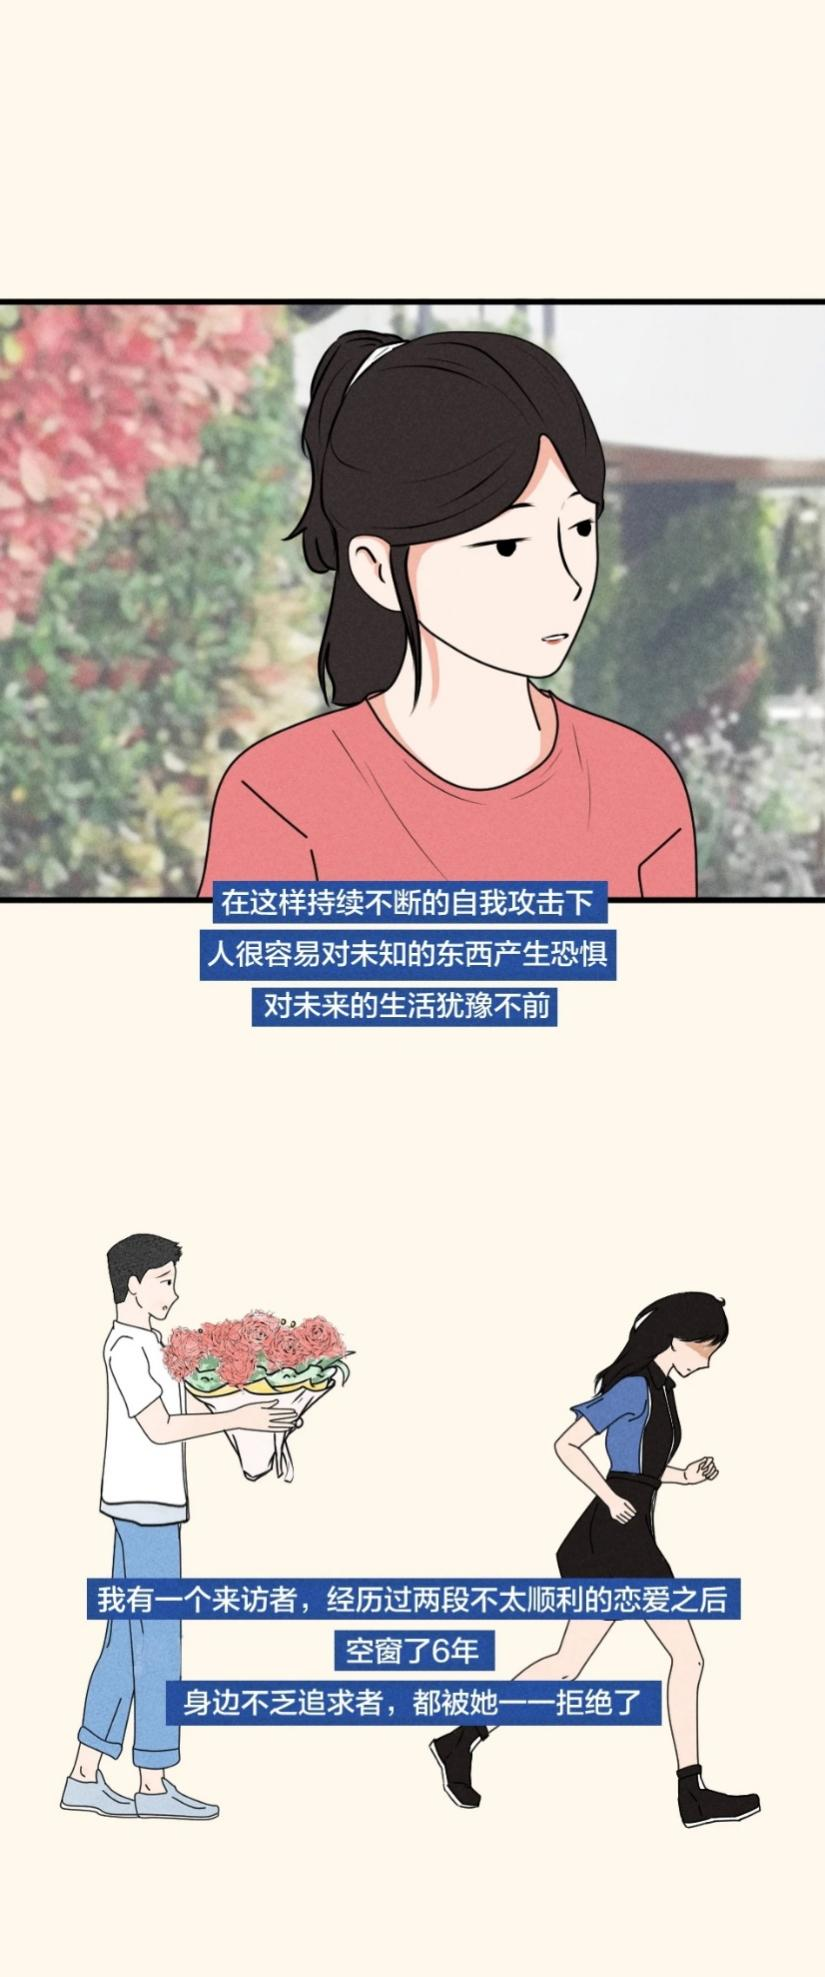 在这样持续不断的自我攻击下
人很容易对未知的东西产生恐惧
对未来的生活犹豫不前
我有一个来访者，经历过两段不太顺利的恋爱之后
空窗了6年
身边不乏追求者，都被她一一拒绝了